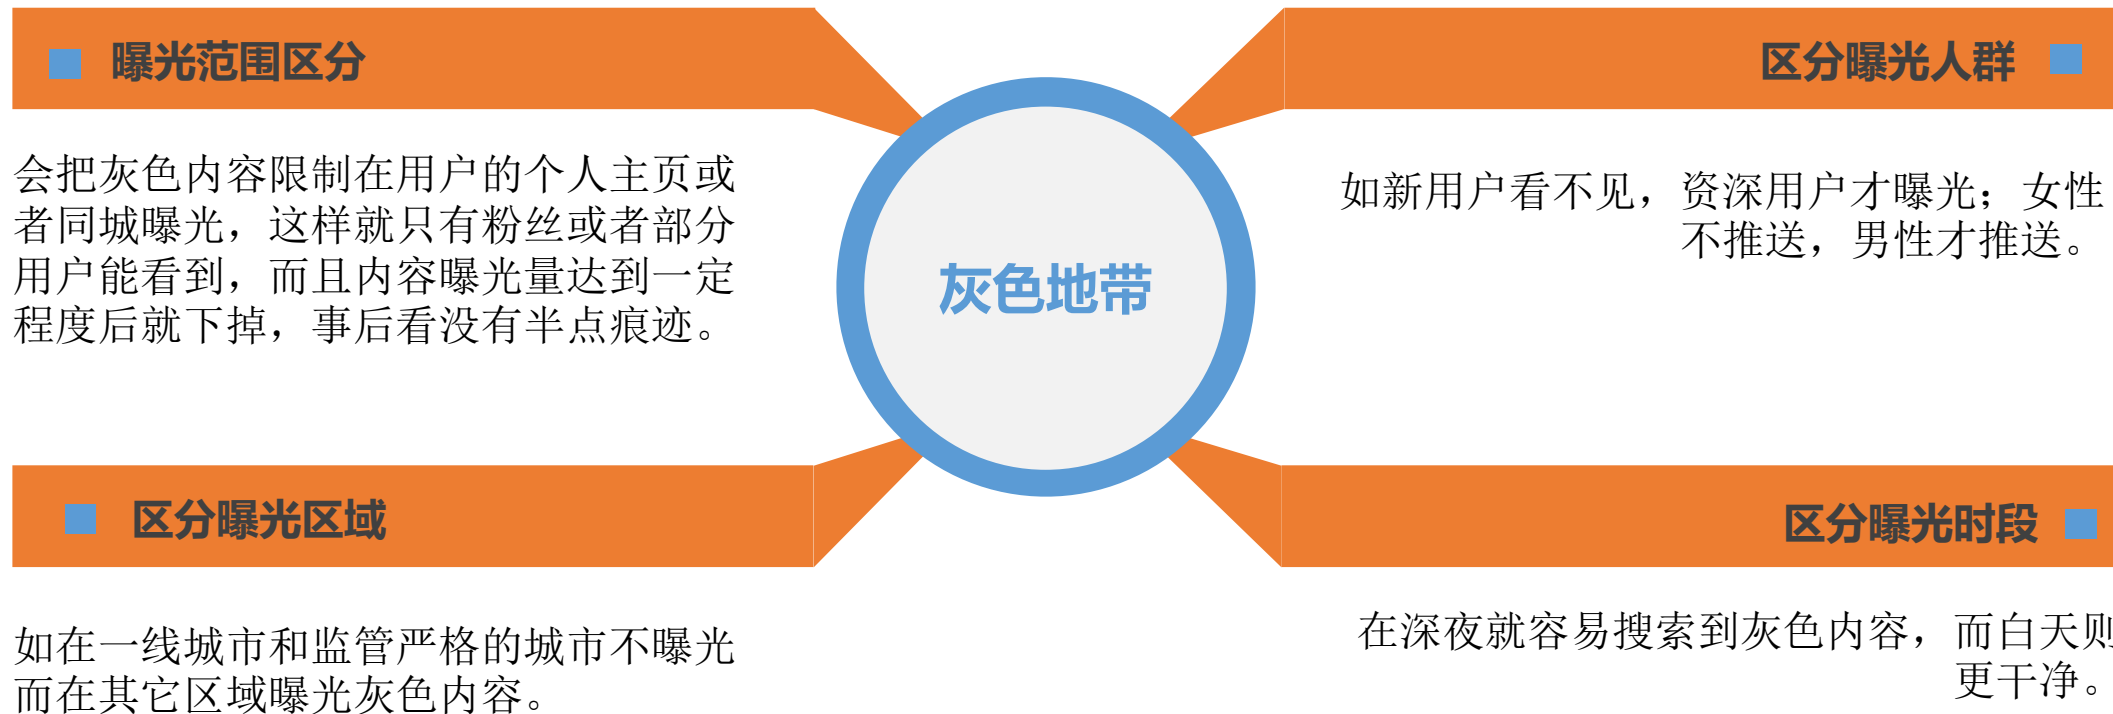 曝光范围区分
会把灰色内容限制在用户的个人主页或
者同城曝光，这样就只有粉丝或者部分
用户能看到，而且内容曝光量达到一定
程度后就下掉，事后看没有半点痕迹。
区分曝光人群
如新用户看不见，资深用户才曝光；女性
不推送，男性才推送。
灰色地带
区分曝光区域
如在一线城市和监管严格的城市不曝光
而在其它区域曝光灰色内容。
区分曝光时段
在深夜就容易搜索到灰色内容，而白天则
更干净。